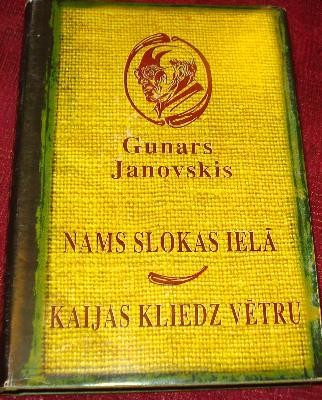 Gunars
Janovskis
NAMS SLOKAS IELĀ
KAIJAS KLIEDZ VĒTRU